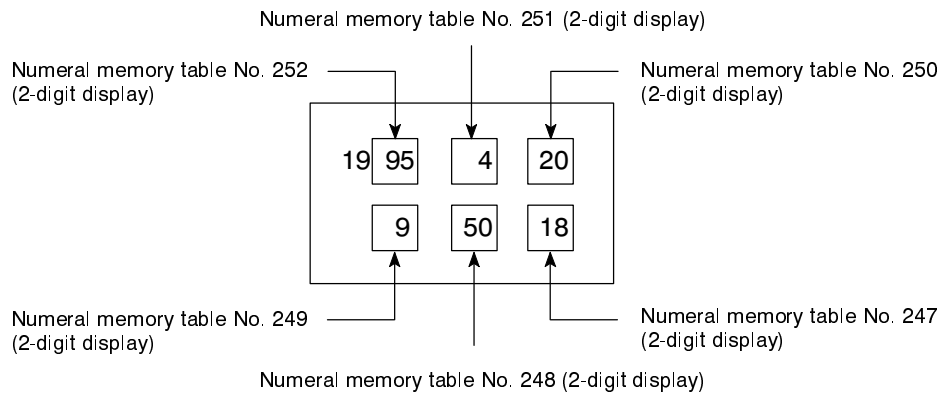 Numeral memory table No. 251 (2-digit display)
Numeral memory table No. 252
(2-digit display)
Numeral memory table No. 250
(2-digit display)
19 95 4 20
9 50 18
Numeral memory table No. 249
(2-digit display)
Numeral memory table No. 247
(2-digit display)
Numeral memory table No. 248 (2-digit display)